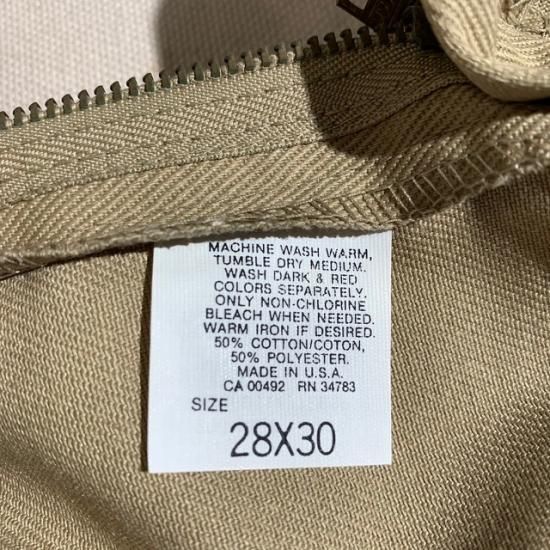 MACHINE WASH WARM,
TUMBLE DRY MEDIUM.
WASH DARK & RED
COLORS SEPARATELY.
ONLY NON-CHLORINE
BLEACH WHEN NEEDED.
WARM IRON IF DESIRED.
50% COTTON/COTON,
50% POLYESTER.
MADE IN U.S.A.
CA 00492 RN 34783
SIZE
28X30